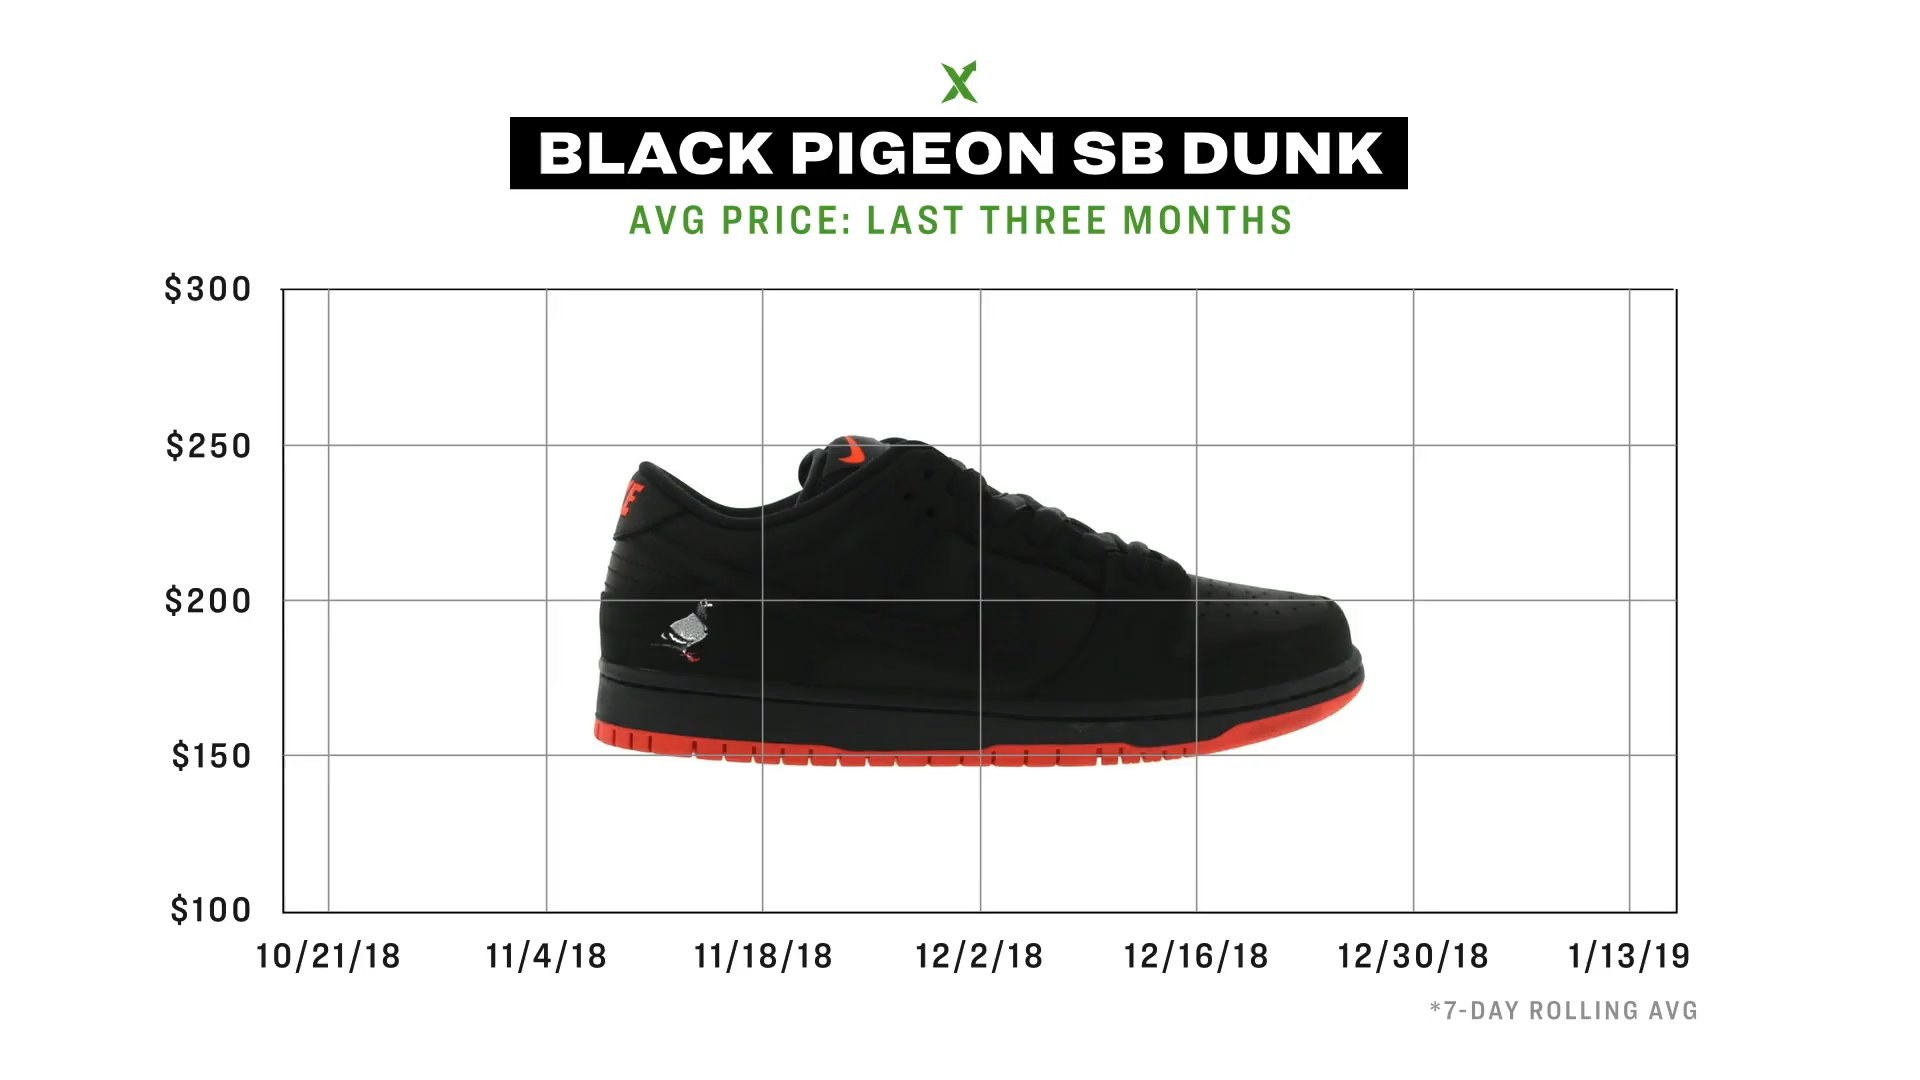 BLACK PIGEON SB DUNK
AVG PRICE: LAST THREE MONTHS
$300
$250
$200
$150
$100
10/21/18 11/4/18 11/18/18 12/2/18 12/16/18 12/30/18 1/13/19
*7-DAY ROLLING AVG